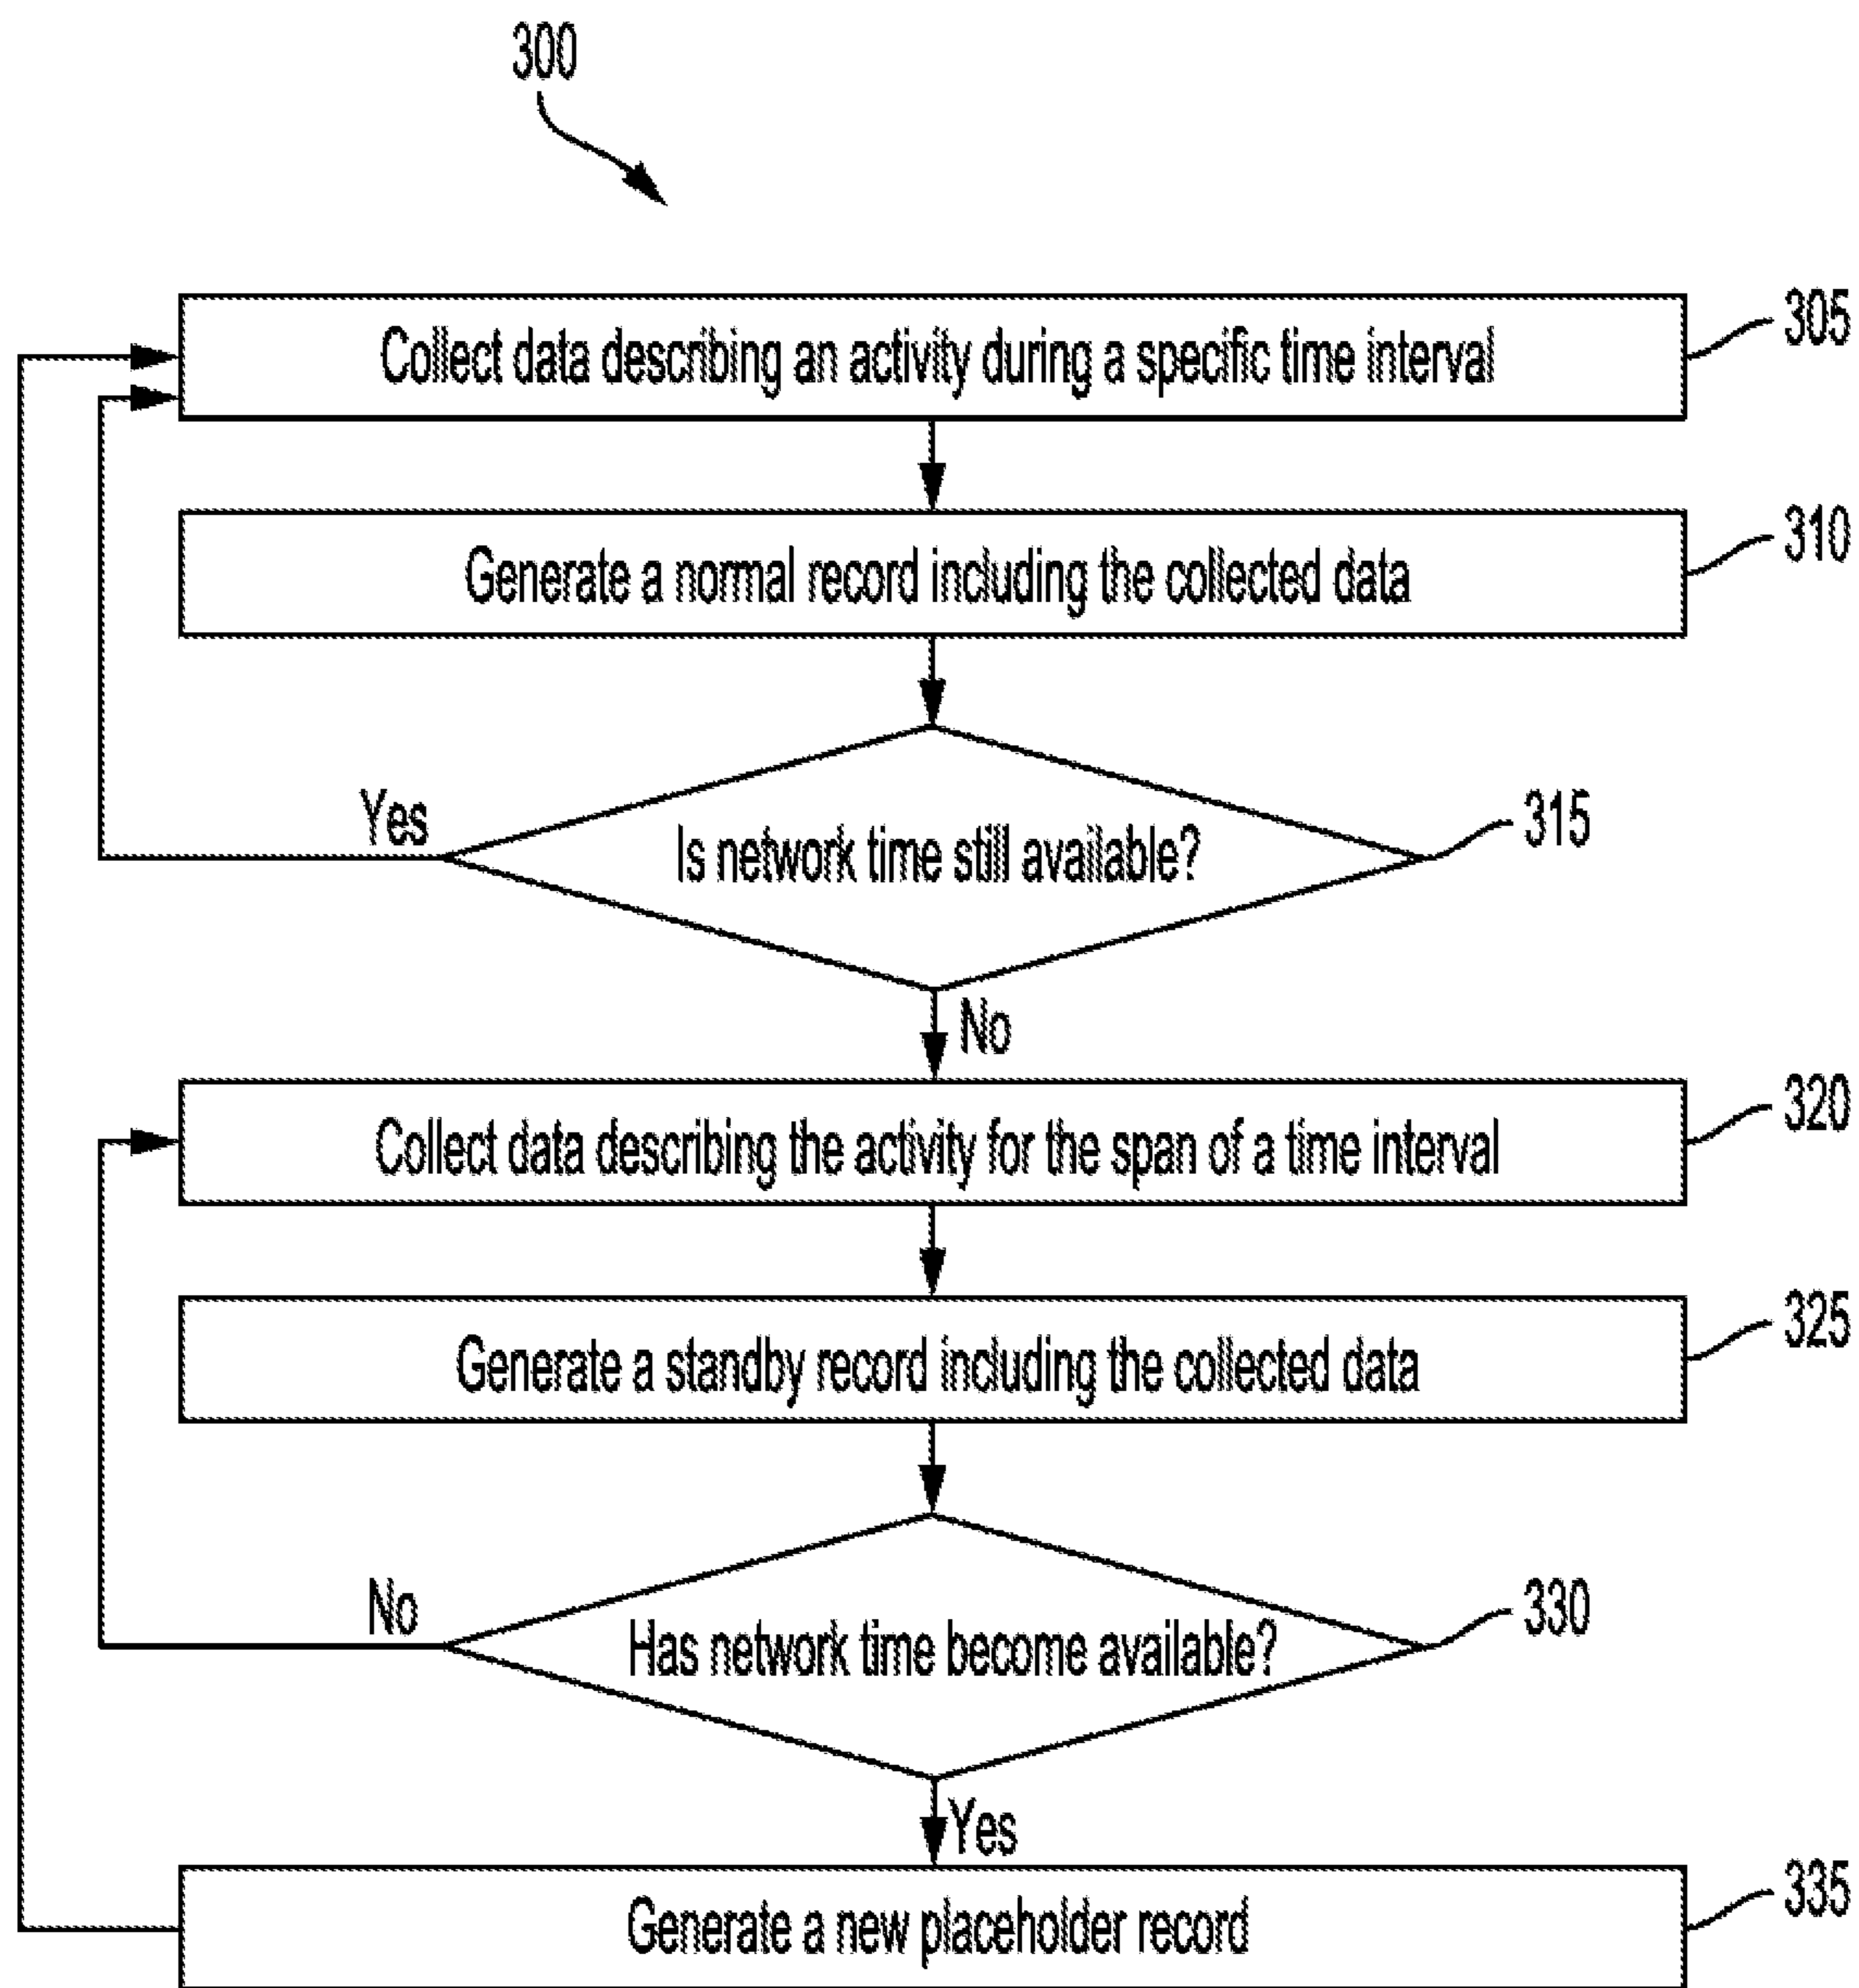 300
Collect data describing an activity during a specific time interval
305
Generate a normal record including the collected data
310
Yes
Is network time still available?
315
No
Collect data describing the activity for the span of a time interval
320
Generate a standby record including the collected data
325
No
Has network time become available?
330
Yes
Generate a new placeholder record
335